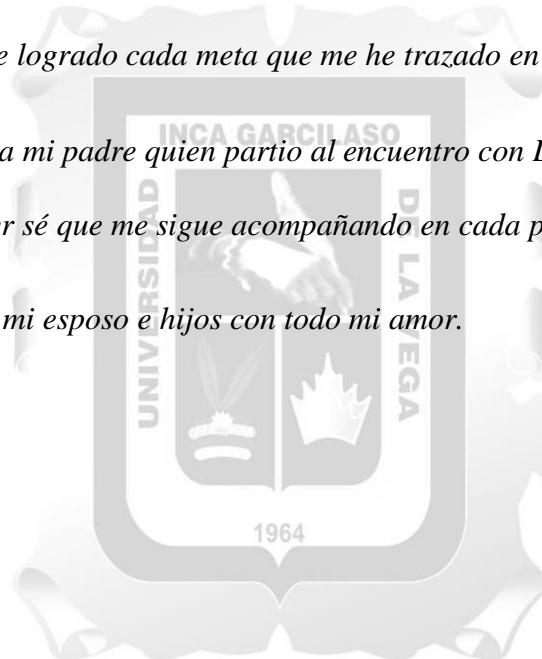 e logrado cada meta que me he trazado en
a mi padre quien partio al encuentro con D
r sé que me sigue acompañando en cada p
mi esposo e hijos con todo mi amor.
INCA GARCILASO
UNIVERSIDAD
DE LA VEGA
1964